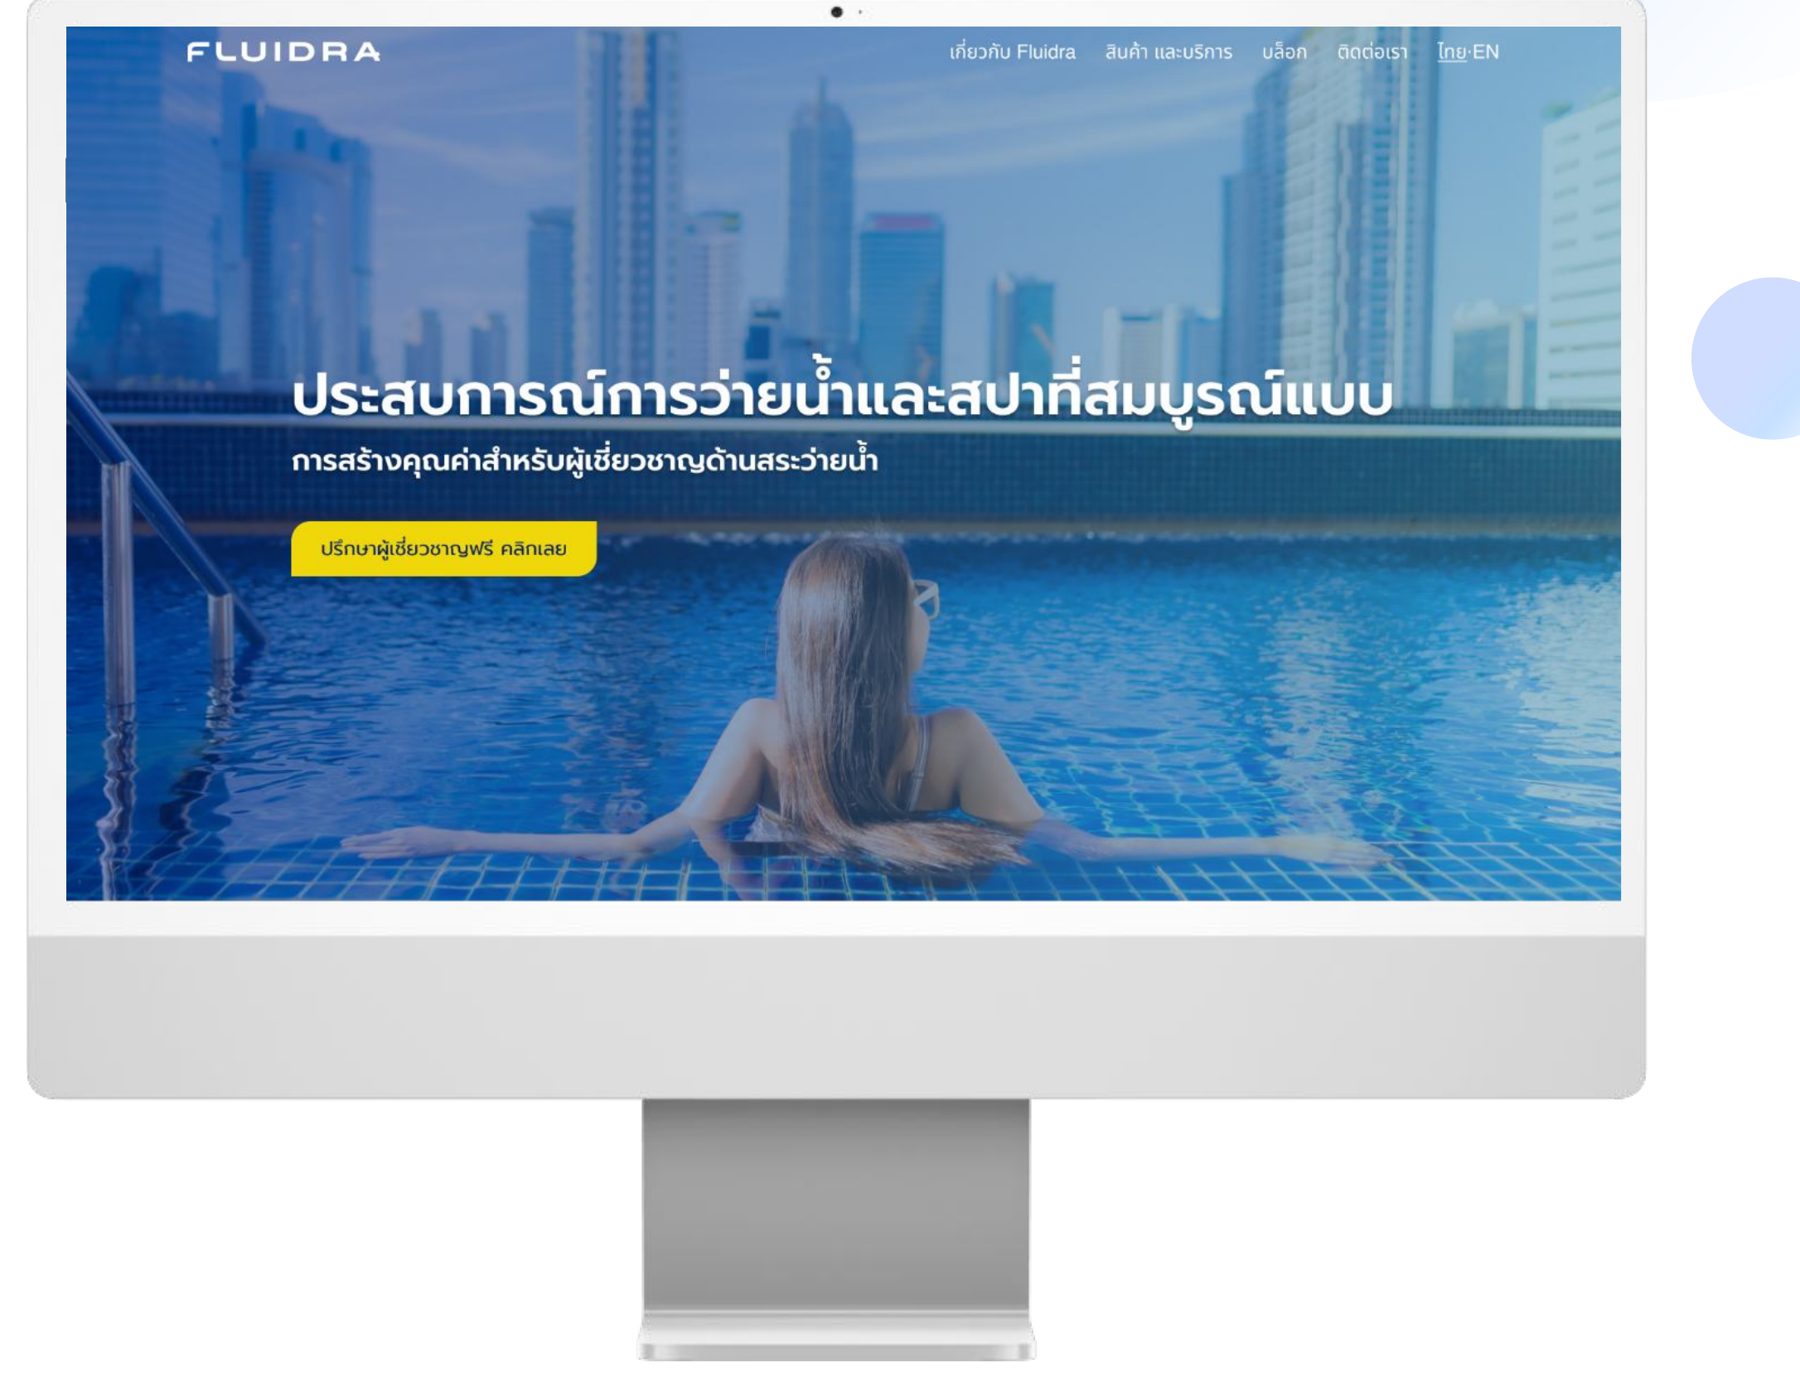 FLUIDRA
เกี่ยวกับ Fluidra สินค้า และบริการ บล็อก ติดต่อเรา ไทย·EN
ประสบการณ์การว่ายน้ำและสปาที่สมบูรณ์แบบ
การสร้างคุณค่าสำหรับผู้เชี่ยวชาญด้านสระว่ายน้ำ
ปรึกษาผู้เชี่ยวชาญฟรี คลิกเลย